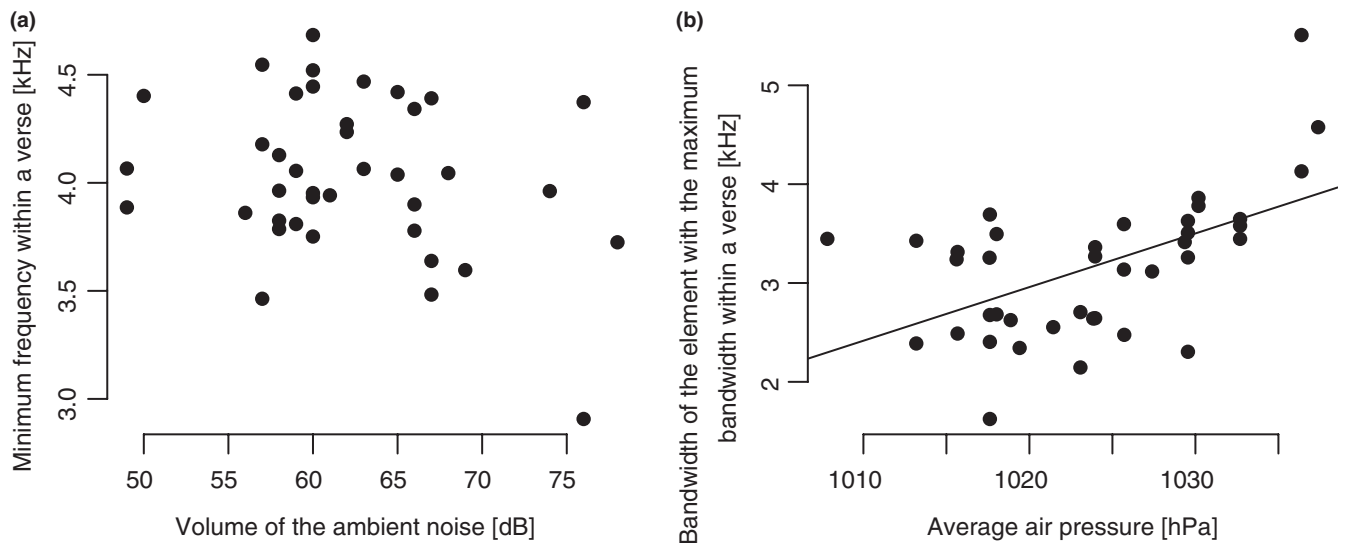 (a)
Minimum frequency within a verse [kHz]
4.5
4.0
3.5
3.0
50 55 60 65 70 75
Volume of the ambient noise [dB]
(b)
Bandwidth of the element with the maximum
bandwidth within a verse [kHz]
5
4
3
2
1010 1020 1030
Average air pressure [hPa]